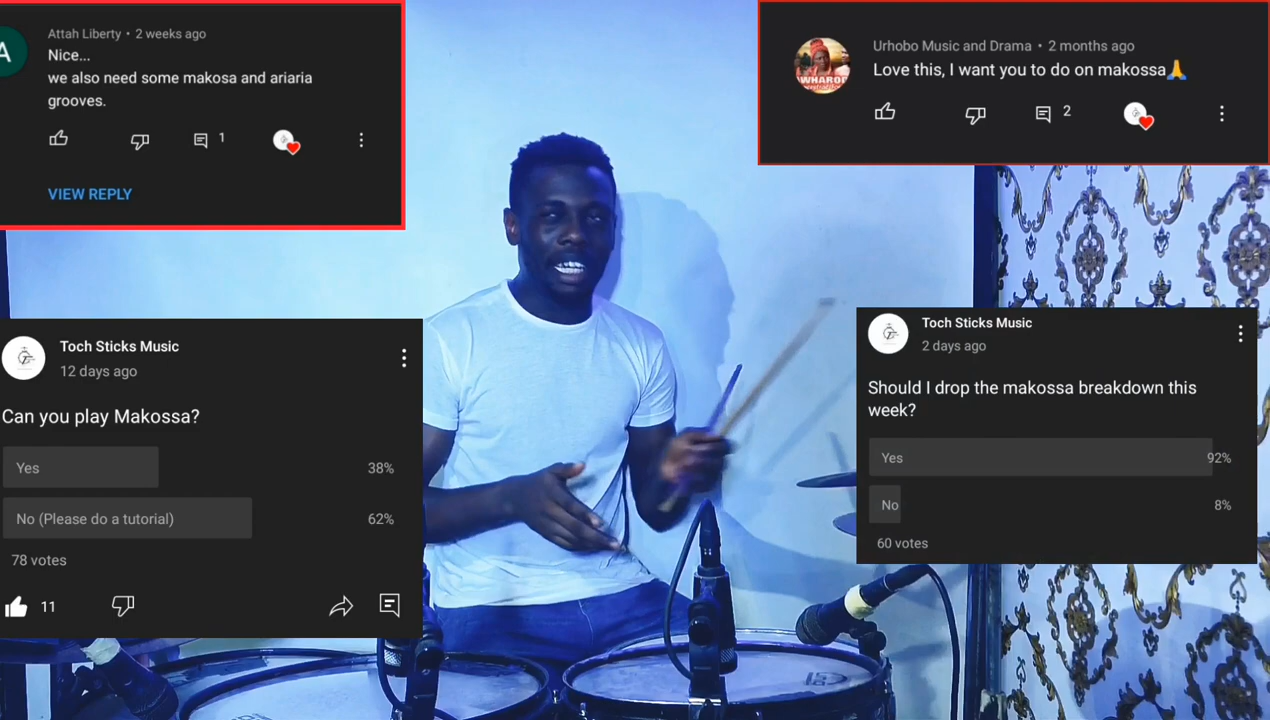 A
Attah Liberty • 2 weeks ago
Nice...
we also need some makosa and ariaria
grooves.
1
VIEW REPLY
Urhobo Music and Drama • 2 months ago
Love this, I want you to do on makossa🙏
2
Toch Sticks Music
12 days ago
Can you play Makossa?
Yes 38%
No (Please do a tutorial) 62%
78 votes
11
Toch Sticks Music
2 days ago
Should I drop the makossa breakdown this
week?
Yes 92%
No 8%
60 votes